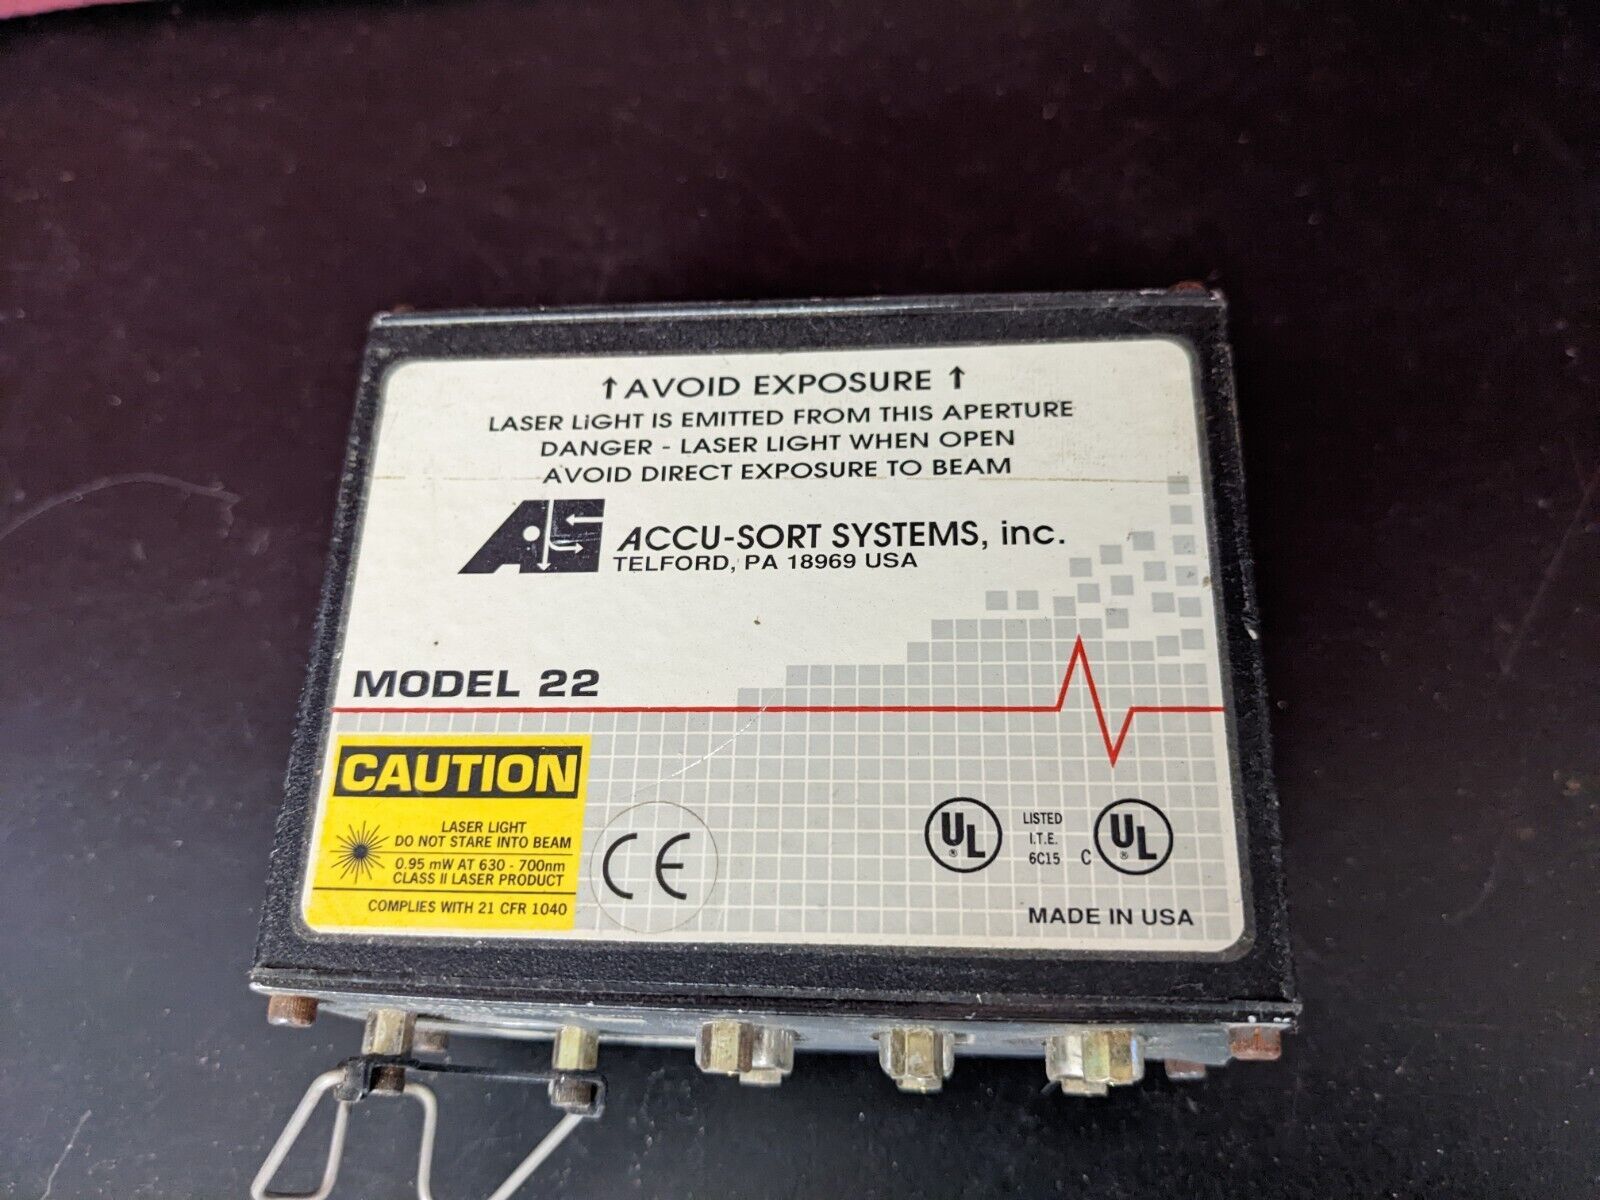 ↑ AVOID EXPOSURE ↑
LASER LiGHT IS EMITTED FROM THIS APERTURE
DANGER - LASER LIGHT WHEN OPEN
AVOID DIRECT EXPOSURE TO BEAM
AS ACCU-SORT SYSTEMS, inc.
TELFORD, PA 18969 USA
MODEL 22
CAUTION
LASER LIGHT
DO NOT STARE INTO BEAM
0.95 mW AT 630 - 700nm
CLASS II LASER PRODUCT
COMPLIES WITH 21 CFR 1040
CE
UL ®
LISTED
I.T.E.
6C15
C UL ®
MADE IN USA